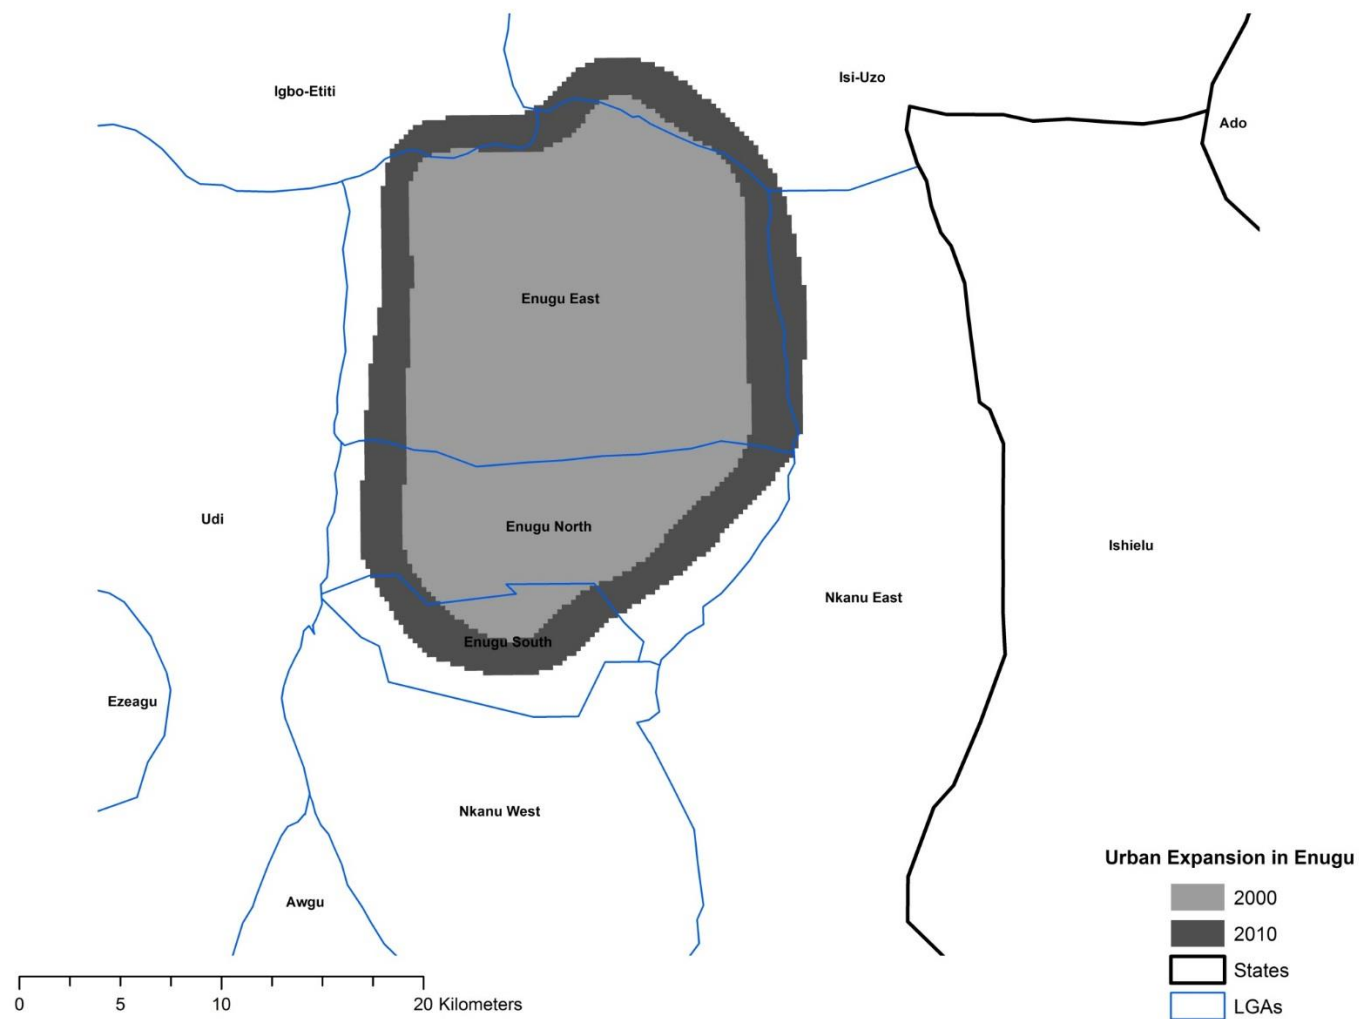 Isi-Uzo
Igbo-Etiti
Ado
Enugu East
Udi
Enugu North
Ishielu
Nkanu East
Enugu South
Ezeagu
Nkanu West
Awgu
Urban Expansion in Enugu
2000
2010
States
LGAs
0 5 10 20 Kilometers